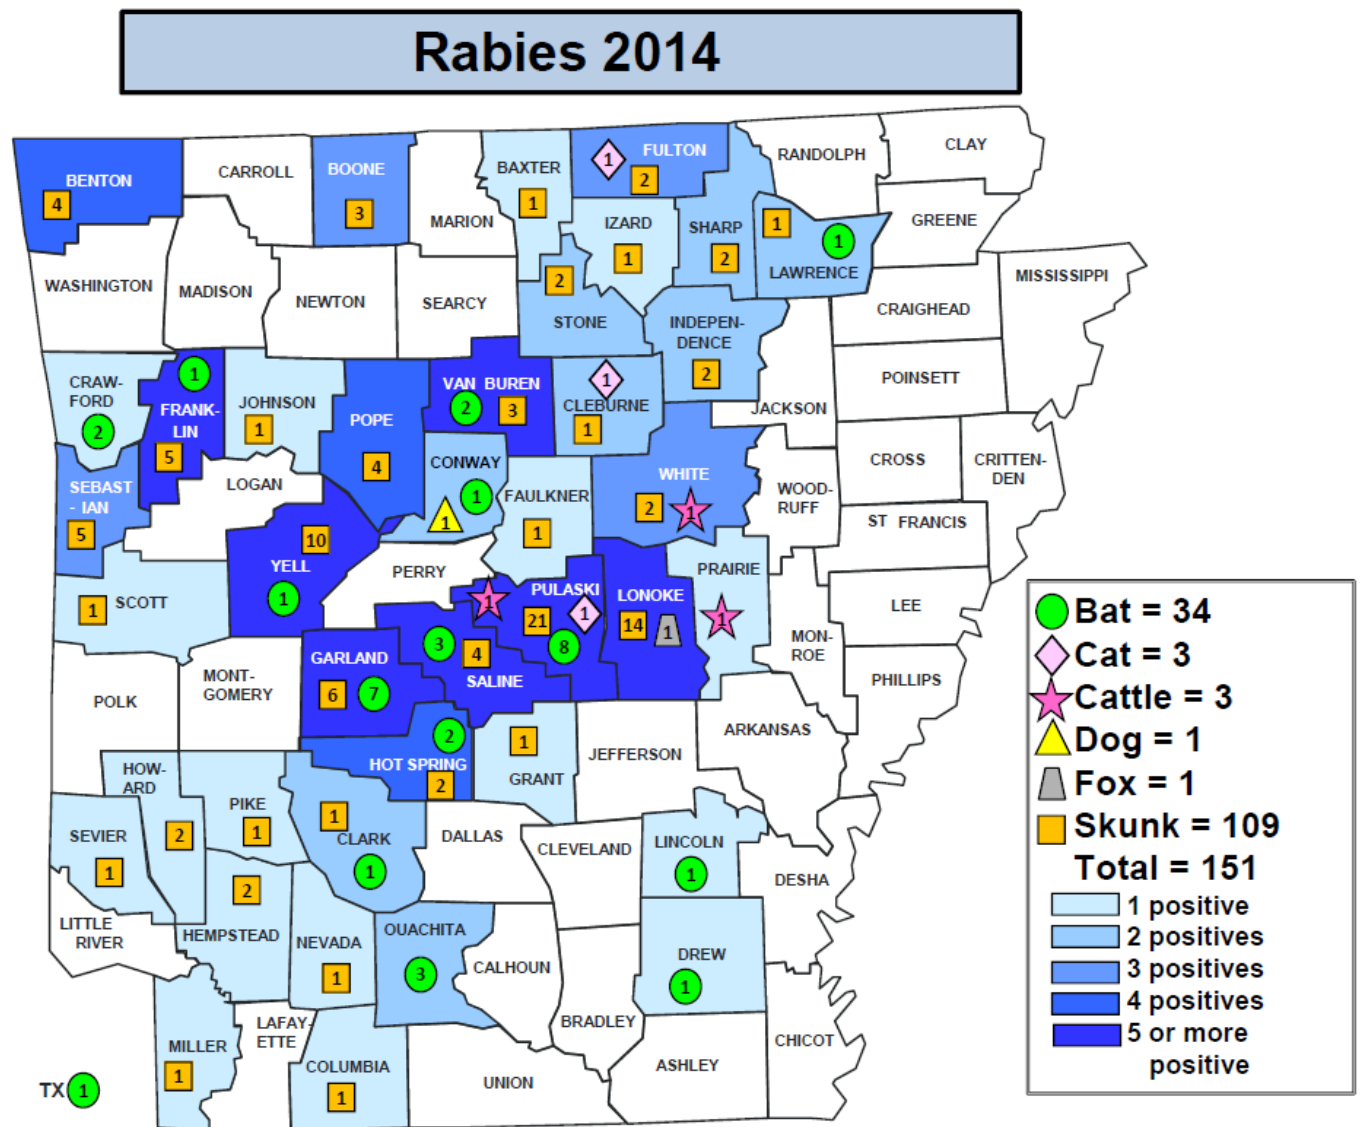 Rabies 2014
BENTON
4
CARROLL
BOONE
3
MARION
BAXTER
1
1
FULTON
2
RANDOLPH
CLAY
WASHINGTON
MADISON
NEWTON
SEARCY
2
STONE
IZARD
1
SHARP
2
1
1
LAWRENCE
GREENE
MISSISSIPPI
CRAIGHEAD
INDEPEN-
DENCE
2
POINSETT
JACKSON
CRAW-
FORD
2
1
FRANK-
LIN
5
JOHNSON
1
POPE
4
VAN BUREN
2
3
1
CLEBURNE
1
SEBAST
- IAN
5
LOGAN
CONWAY
1
1
FAULKNER
1
WHITE
2
1
WOOD-
RUFF
CROSS
CRITTEN-
DEN
ST FRANCIS
10
YELL
1
PERRY
SCOTT
1
1
PULASKI
21
1
8
LONOKE
14
1
PRAIRIE
1
LEE
MON-
ROE
PHILLIPS
POLK
MONT-
GOMERY
GARLAND
6
7
3
4
SALINE
2
HOT SPRING
2
1
GRANT
JEFFERSON
ARKANSAS
HOW-
ARD
2
PIKE
1
1
CLARK
1
DALLAS
CLEVELAND
LINCOLN
1
DESHA
SEVIER
1
LITTLE
RIVER
2
HEMPSTEAD
NEVADA
1
OUACHITA
3
CALHOUN
DREW
1
BRADLEY
MILLER
1
LAFAY-
ETTE
COLUMBIA
1
UNION
ASHLEY
CHICOT
TX 1
Bat = 34
Cat = 3
Cattle = 3
Dog = 1
Fox = 1
Skunk = 109
Total = 151
1 positive
2 positives
3 positives
4 positives
5 or more
positive